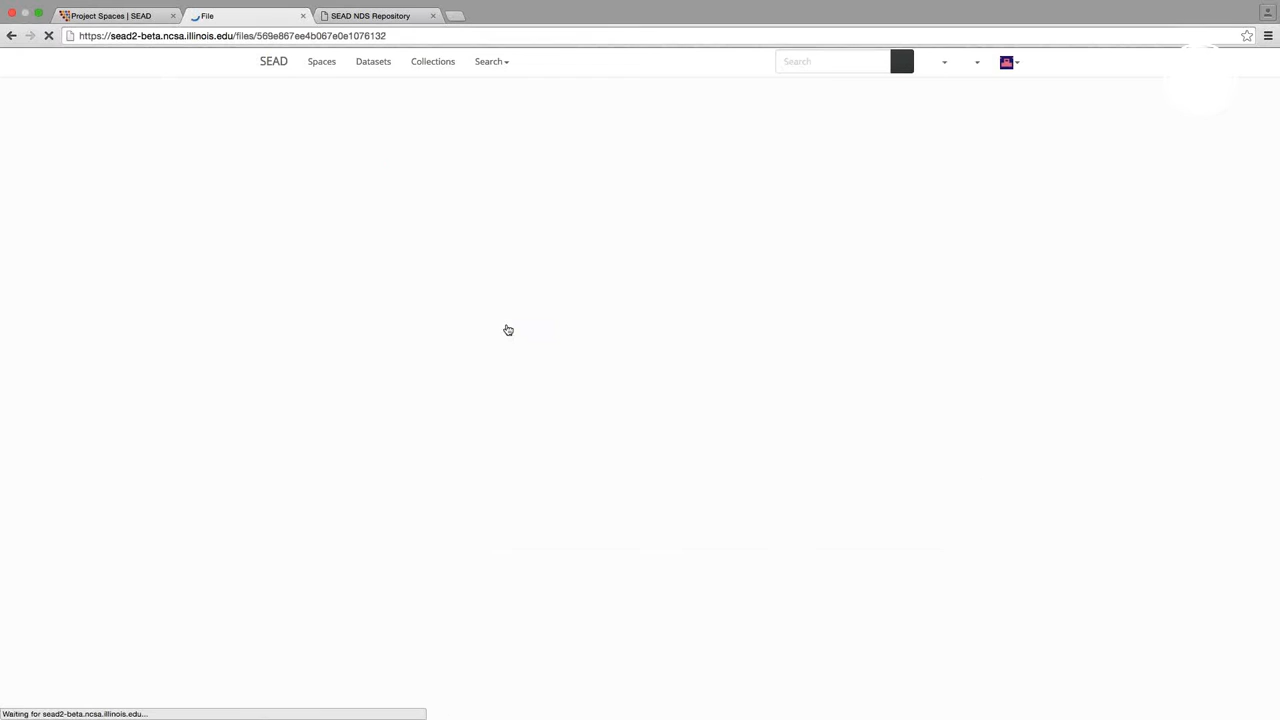 Project Spaces | SEAD
File
SEAD NDS Repository
https://sead2-beta.ncsa.illinois.edu/files/569e867ee4b067e0e1076132
SEAD Spaces Datasets Collections Search Search
Waiting for sead2-beta.ncsa.illinois.edu...